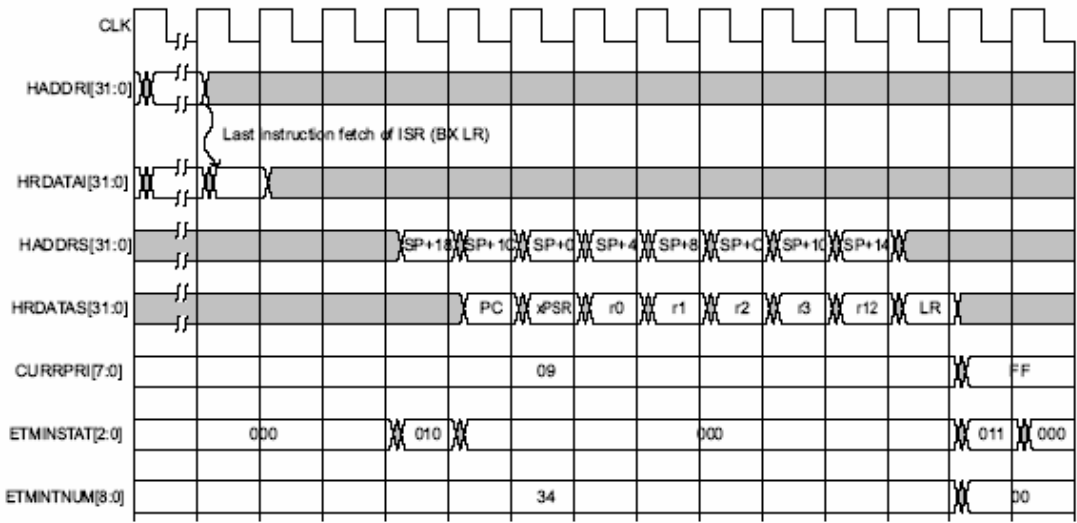 CLK
HADDRI[31:0]
Last instruction fetch of ISR (BX LR)
HRDATAI[31:0]
HADDRS[31:0] SP+18 SP+1C SP+0 SP+4 SP+8 SP+C SP+10 SP+14
HRDATAS[31:0] PC xPSR r0 r1 r2 r3 r12 LR
CURRPRI[7:0] 09 FF
ETMINSTAT[2:0] 000 010 000 011 000
ETMINTNUM[8:0] 34 00